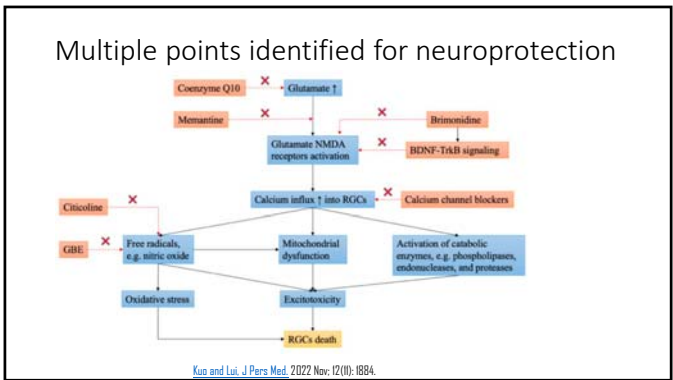 Multiple points identified for neuroprotection
Coenzyme Q10
Glutamate ↑
Memantine
Brimonidine
Glutamate NMDA
receptors activation
BDNF-TrkB signaling
Calcium influx ↑ into RGCs
Calcium channel blockers
Citicoline
GBE
Free radicals,
e.g. nitric oxide
Mitochondrial
dysfunction
Activation of catabolic
enzymes, e.g. phospholipases,
endonucleases, and proteases
Oxidative stress
Excitotoxicity
RGCs death
Kuo and Lui, J Pers Med. 2022 Nov; 12(11): 1884.